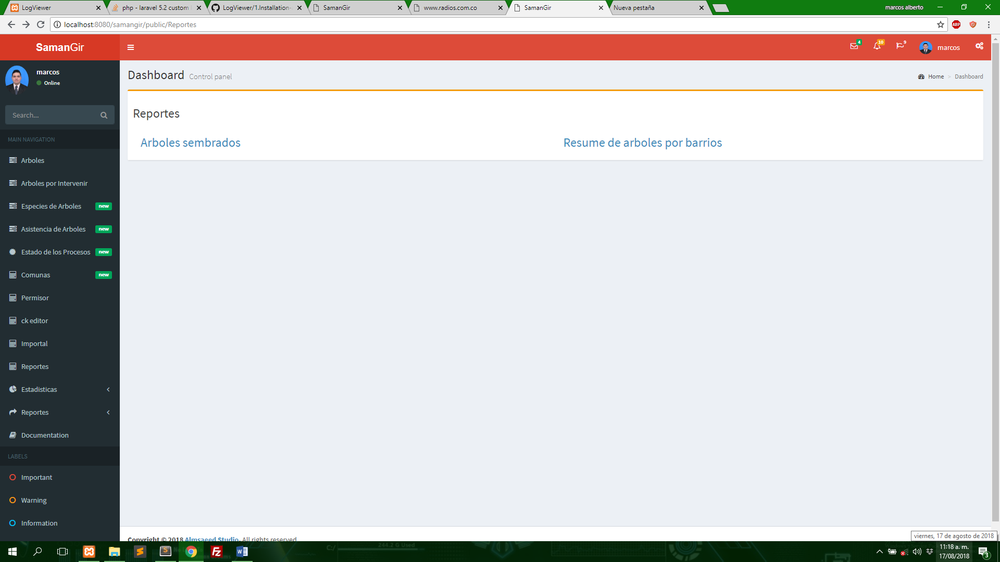 LogViewer
php - laravel 5.2 custom
LogViewer/1.Installation-
SamanGir
www.radios.com.co
SamanGir
Nueva pestaña
marcos alberto
localhost:8080/samangir/public/Reportes
ABP
SamanGir
4
10
9
marcos
marcos
Online
Search...
MAIN NAVIGATION
Arboles
Arboles por Intervenir
Especies de Arboles new
Asistencia de Arboles new
Estado de los Procesos new
Comunas new
Permisor
ck editor
Importal
Reportes
Estadisticas
Reportes
Documentation
LABELS
Important
Warning
Information
Dashboard Control panel
Home > Dashboard
Reportes
Arboles sembrados
Resume de arboles por barrios
Copyright © 2018 Almsaeed Studio. All rights reserved
viernes, 17 de agosto de 2018
C:/
244.2 G Used
11:18 a. m.
17/08/2018
3